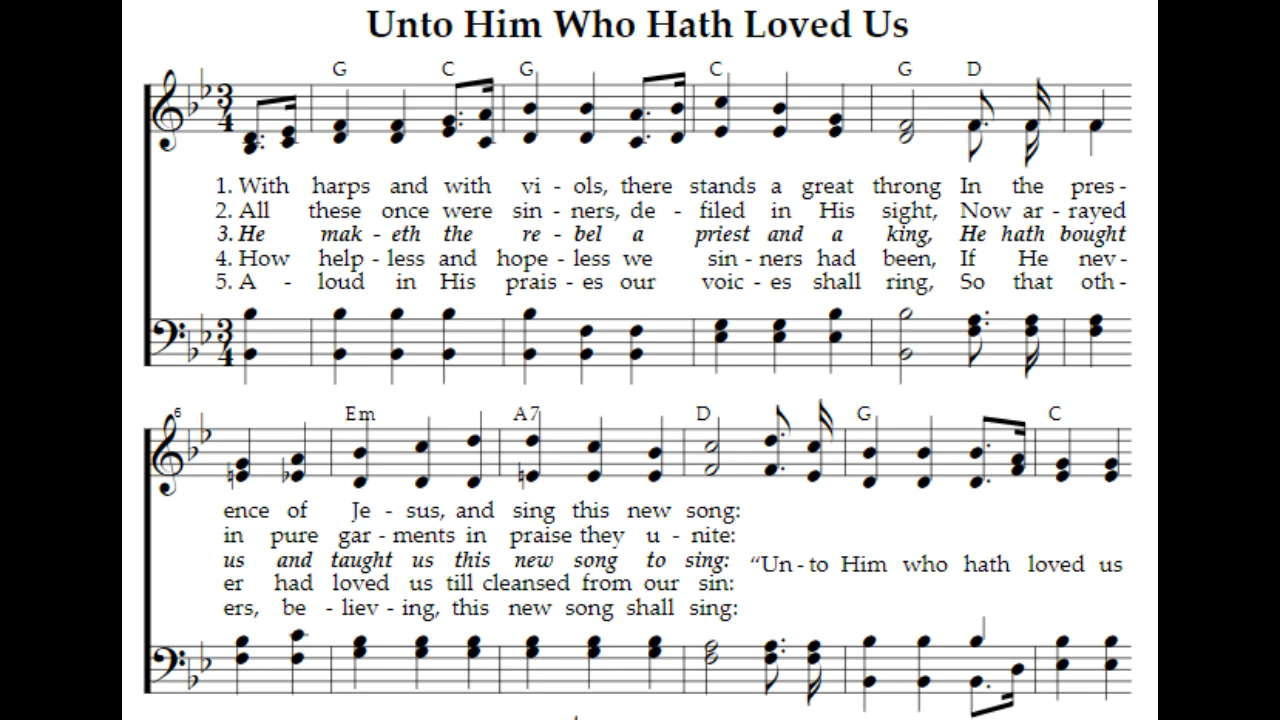 Unto Him Who Hath Loved Us
G C G C G D
3
4
1. With harps and with vi - ols, there stands a great throng In the pres -
2. All these once were sin - ners, de - filed in His sight, Now ar - rayed
3. He mak - eth the re - bel a priest and a king, He hath bought
4. How help - less and hope - less we sin - ners had been, If He nev -
5. A - loud in His prais - es our voic - es shall ring, So that oth -
3
4
6 Em A7 D G C
ence of Je - sus, and sing this new song:
in pure gar - ments in praise they u - nite:
us and taught us this new song to sing: “Un - to Him who hath loved us
er had loved us till cleansed from our sin:
ers, be - liev - ing, this new song shall sing: